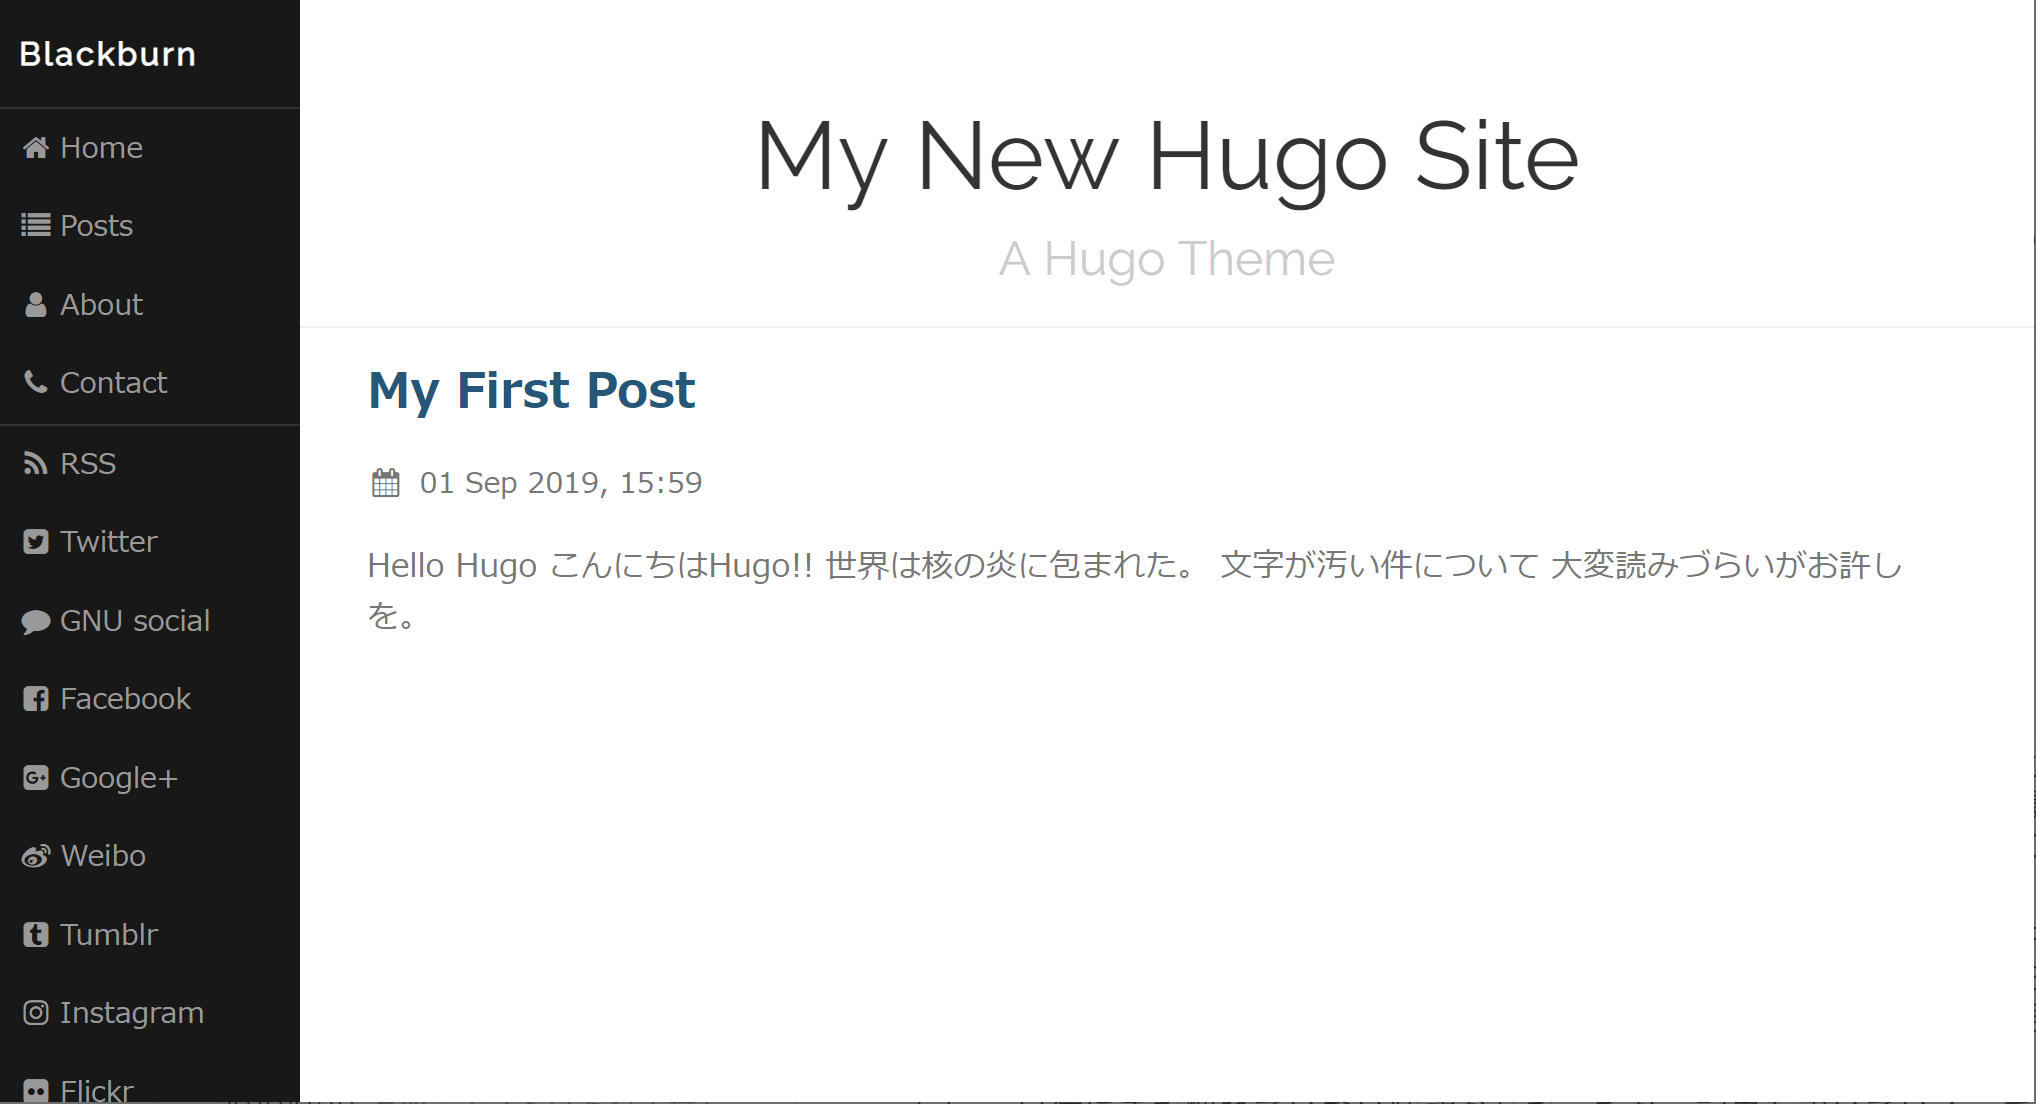 Blackburn
Home
Posts
About
Contact
RSS
Twitter
GNU social
Facebook
Google+
Weibo
Tumblr
Instagram
Flickr
My New Hugo Site
A Hugo Theme
My First Post
01 Sep 2019, 15:59
Hello Hugo こんにちはHugo!! 世界は核の炎に包まれた。 文字が汚い件について 大変読みづらいがお許し
を。